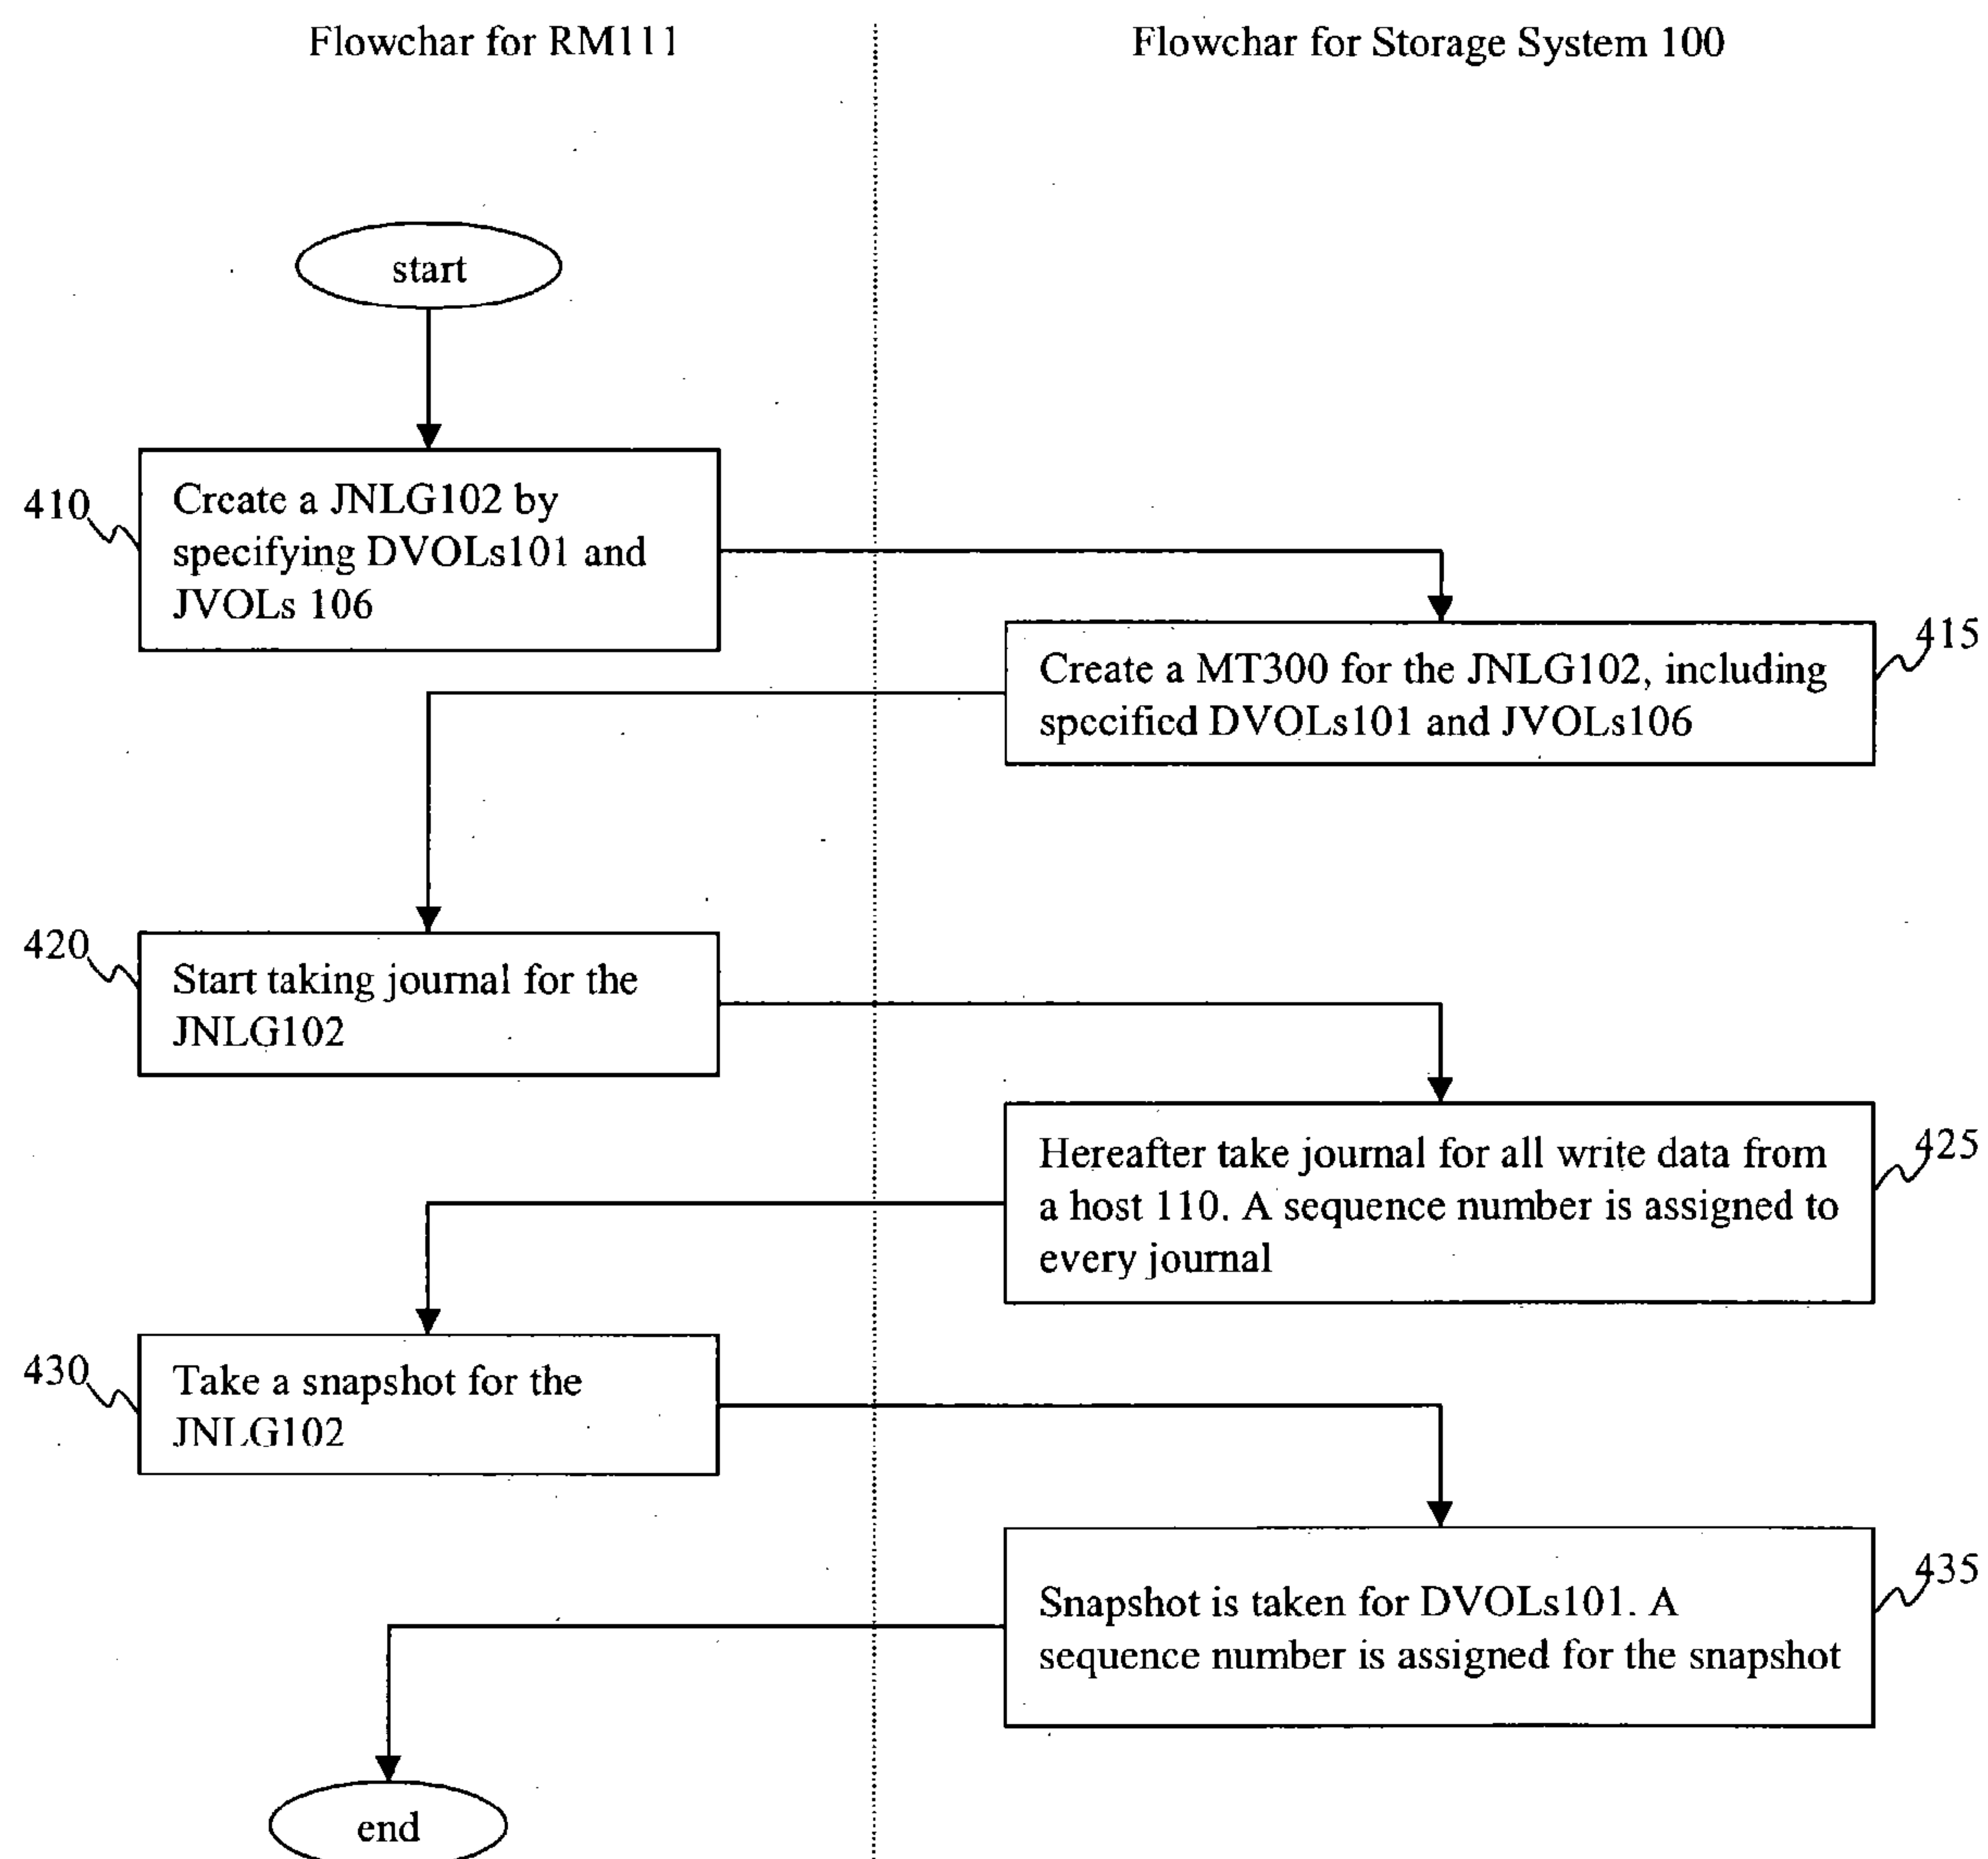 Flowchar for RM111
Flowchar for Storage System 100
start
410
Create a JNLG102 by
specifying DVOLs101 and
JVOLs 106
415
Create a MT300 for the JNLG102, including
specified DVOLs101 and JVOLs106
420
Start taking journal for the
JNLG102
425
Hereafter take journal for all write data from
a host 110. A sequence number is assigned to
every journal
430
Take a snapshot for the
JNLG102
435
Snapshot is taken for DVOLs101. A
sequence number is assigned for the snapshot
end